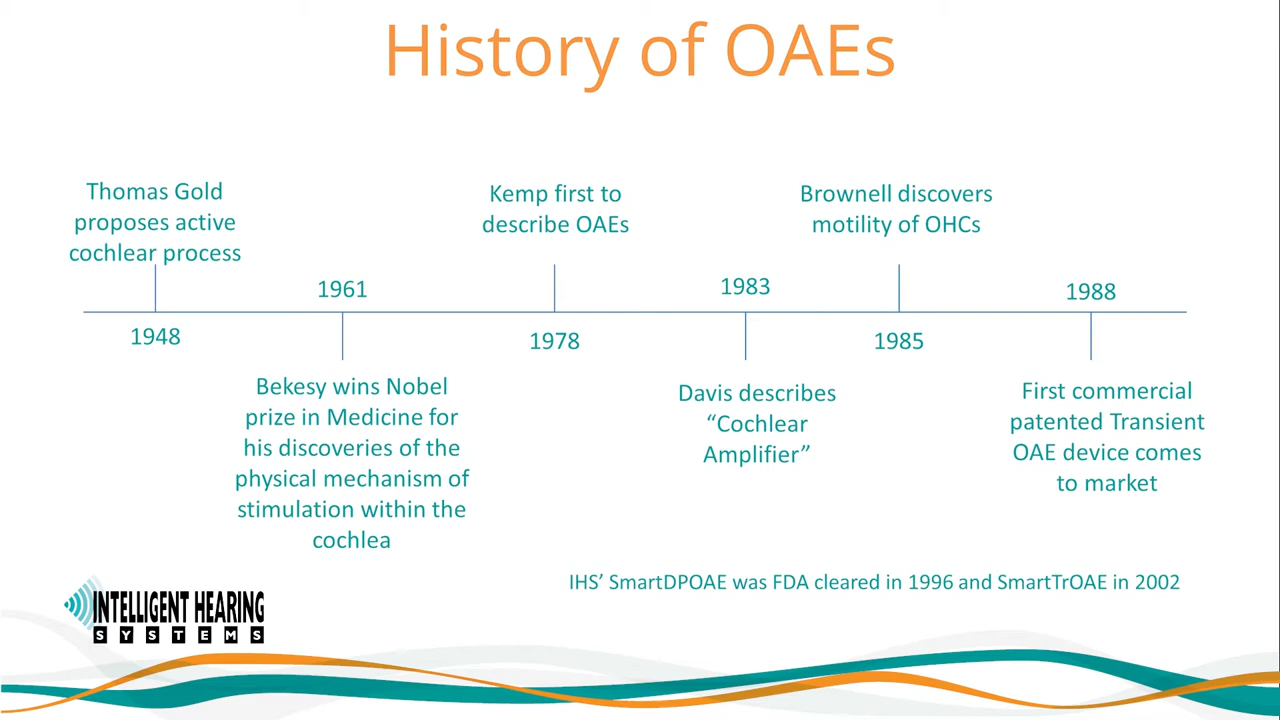 History of OAEs
Thomas Gold
proposes active
cochlear process
1948
1961
Bekesy wins Nobel
prize in Medicine for
his discoveries of the
physical mechanism of
stimulation within the
cochlea
Kemp first to
describe OAEs
1978
1983
Davis describes
“Cochlear
Amplifier”
Brownell discovers
motility of OHCs
1985
1988
First commercial
patented Transient
OAE device comes
to market
IHS’ SmartDPOAE was FDA cleared in 1996 and SmartTrOAE in 2002
INTELLIGENT HEARING
SYSTEMS